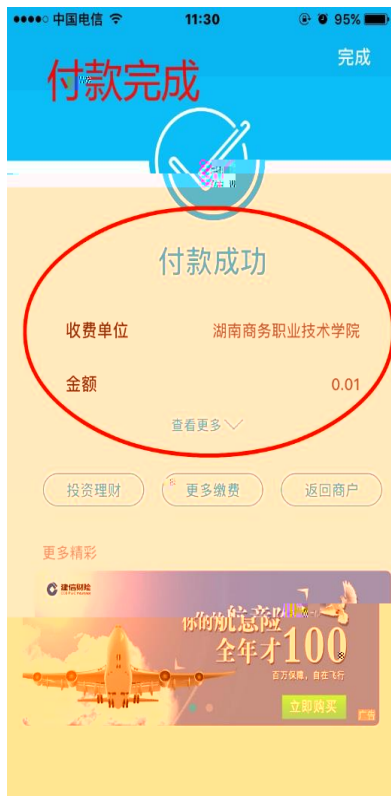 中国电信 11:30 95%
完成
付款完成
付款成功
收费单位 湖南商务职业技术学院
金额 0.01
查看更多
投资理财 更多缴费 返回商户
更多精彩
建信财险
你的航意险
全年才100
百万保障，自在飞行
立即购买
广告